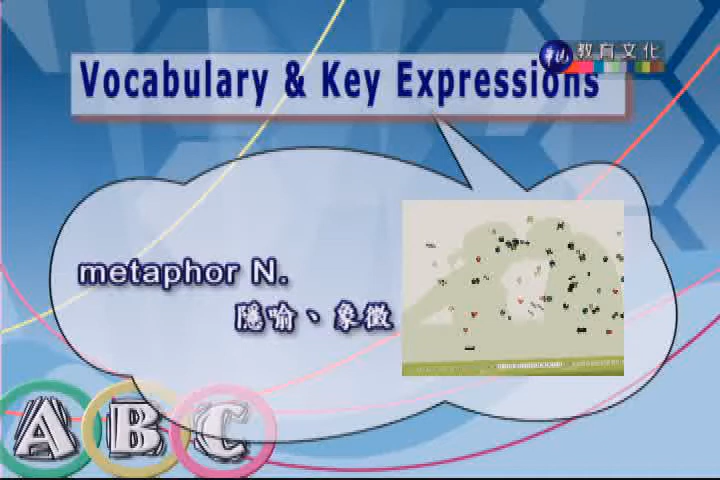 Vocabulary & Key Expressions
教育文化
metaphor N.
隱喻、象徵
A B C